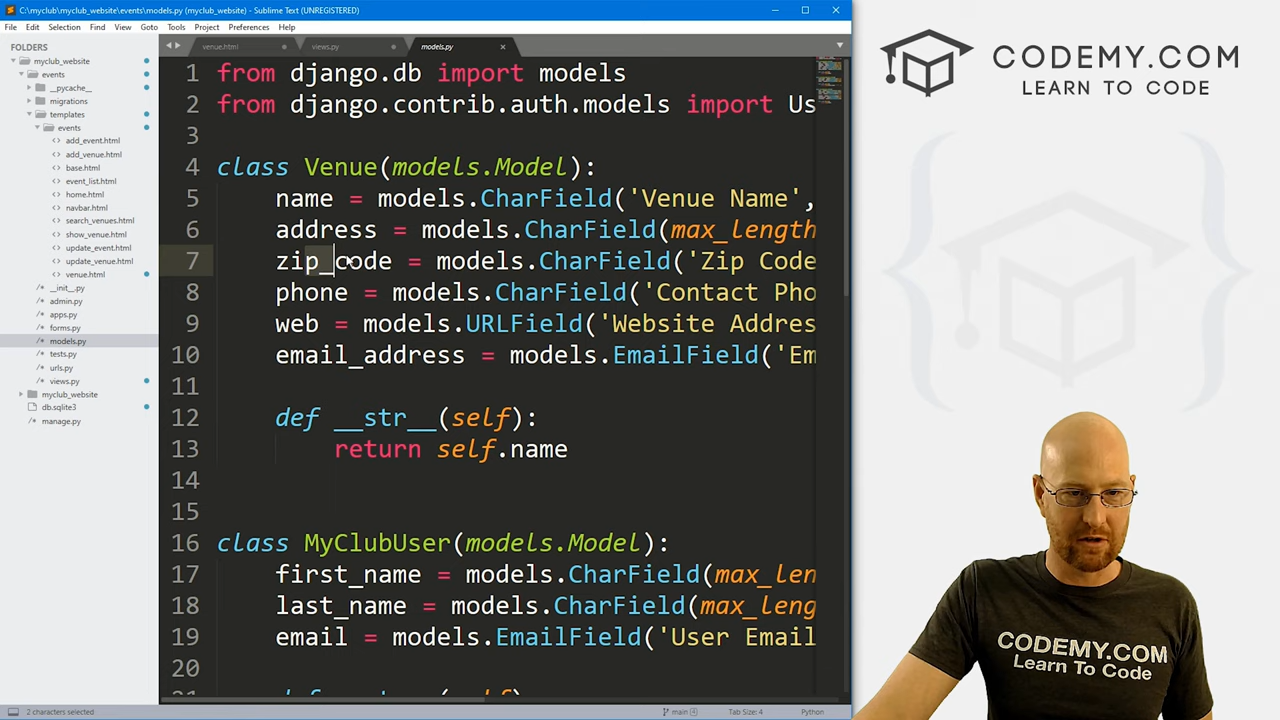 C:\myclub\myclub_website\events\models.py (myclub_website) - Sublime Text (UNREGISTERED)
File Edit Selection Find View Goto Tools Project Preferences Help
FOLDERS
myclub_website
events
__pycache__
migrations
templates
events
add_event.html
add_venue.html
base.html
event_list.html
home.html
navbar.html
search_venues.html
show_venue.html
update_event.html
update_venue.html
venue.html
__init__.py
admin.py
apps.py
forms.py
models.py
tests.py
urls.py
views.py
myclub_website
db.sqlite3
manage.py
venue.html views.py models.py
1 from django.db import models
2 from django.contrib.auth.models import Us
3
4 class Venue(models.Model):
5 name = models.CharField('Venue Name',
6 address = models.CharField(max_length
7 zip_code = models.CharField('Zip Code
8 phone = models.CharField('Contact Pho
9 web = models.URLField('Website Addres
10 email_address = models.EmailField('Em
11
12 def __str__(self):
13 return self.name
14
15
16 class MyClubUser(models.Model):
17 first_name = models.CharField(max_len
18 last_name = models.CharField(max_leng
19 email = models.EmailField('User Email
20
2 characters selected
main 4 Tab Size: 4 Python
CODEMY.COM
LEARN TO CODE
CODEMY.COM
Learn To Code